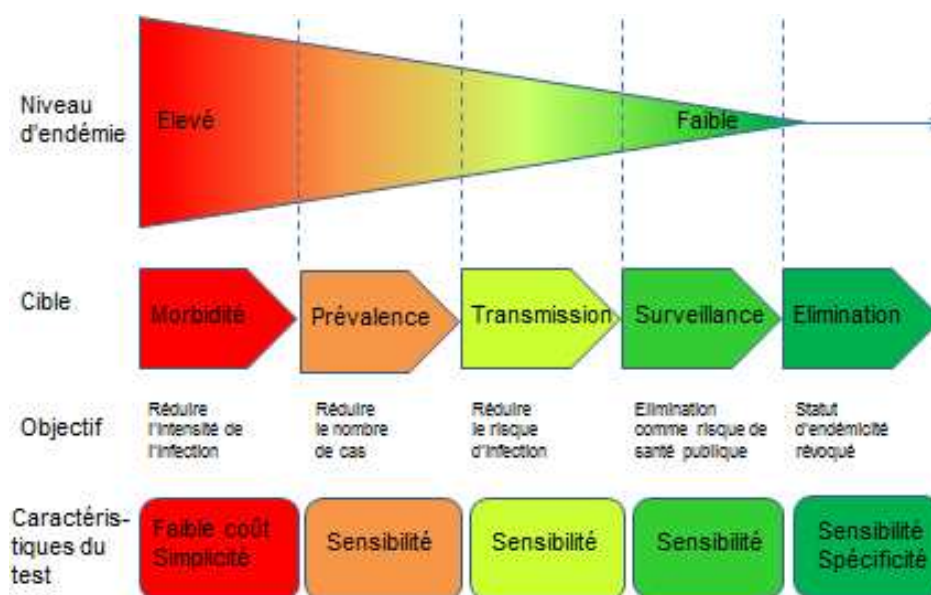 Niveau
d'endémie
Elevé
Faible
Cible
Morbidité
Prévalence
Transmission
Surveillance
Elimination
Objectif
Réduire
l'intensité de
l'infection
Réduire
le nombre
de cas
Réduire
le risque
d'infection
Elimination
comme risque de
santé publique
Statut
d'endémicité
révoqué
Caractéris-
tiques du
test
Faible coût
Simplicité
Sensibilité
Sensibilité
Sensibilité
Sensibilité
Spécificité